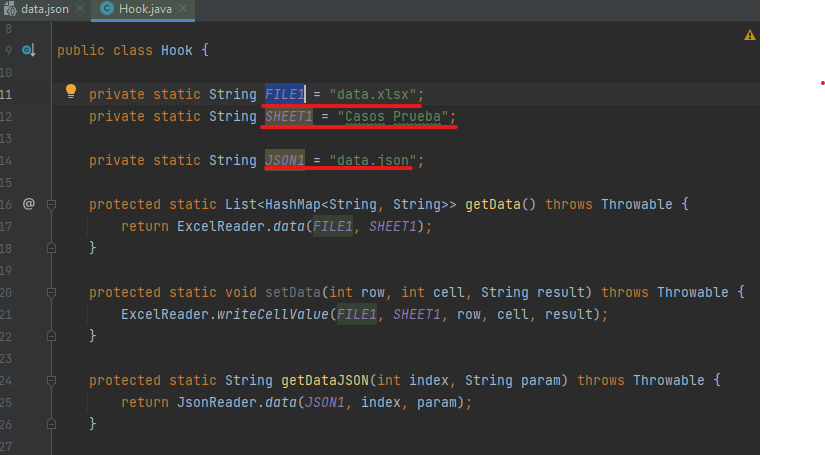 data.json Hook.java
8
9 public class Hook {
10
11 private static String FILE1 = "data.xlsx";
12 private static String SHEET1 = "Casos Prueba";
13
14 private static String JSON1 = "data.json";
15
16 @ protected static List<HashMap<String, String>> getData() throws Throwable {
17 return ExcelReader.data(FILE1, SHEET1);
18 }
19
20 protected static void setData(int row, int cell, String result) throws Throwable {
21 ExcelReader.writeCellValue(FILE1, SHEET1, row, cell, result);
22 }
23
24 protected static String getDataJSON(int index, String param) throws Throwable {
25 return JsonReader.data(JSON1, index, param);
26 }
27